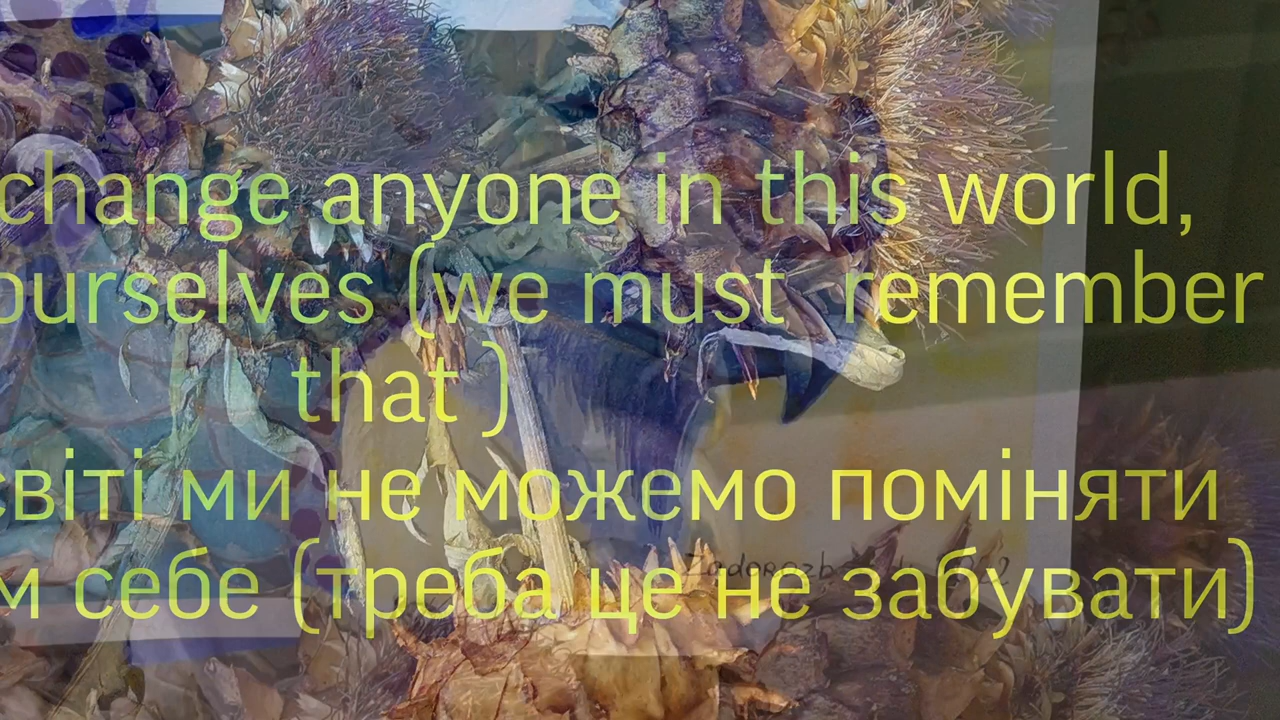 change anyone in this world,
ourselves (we must remember
that )
світі ми не можемо поміняти
м себе (треба це не забувати)